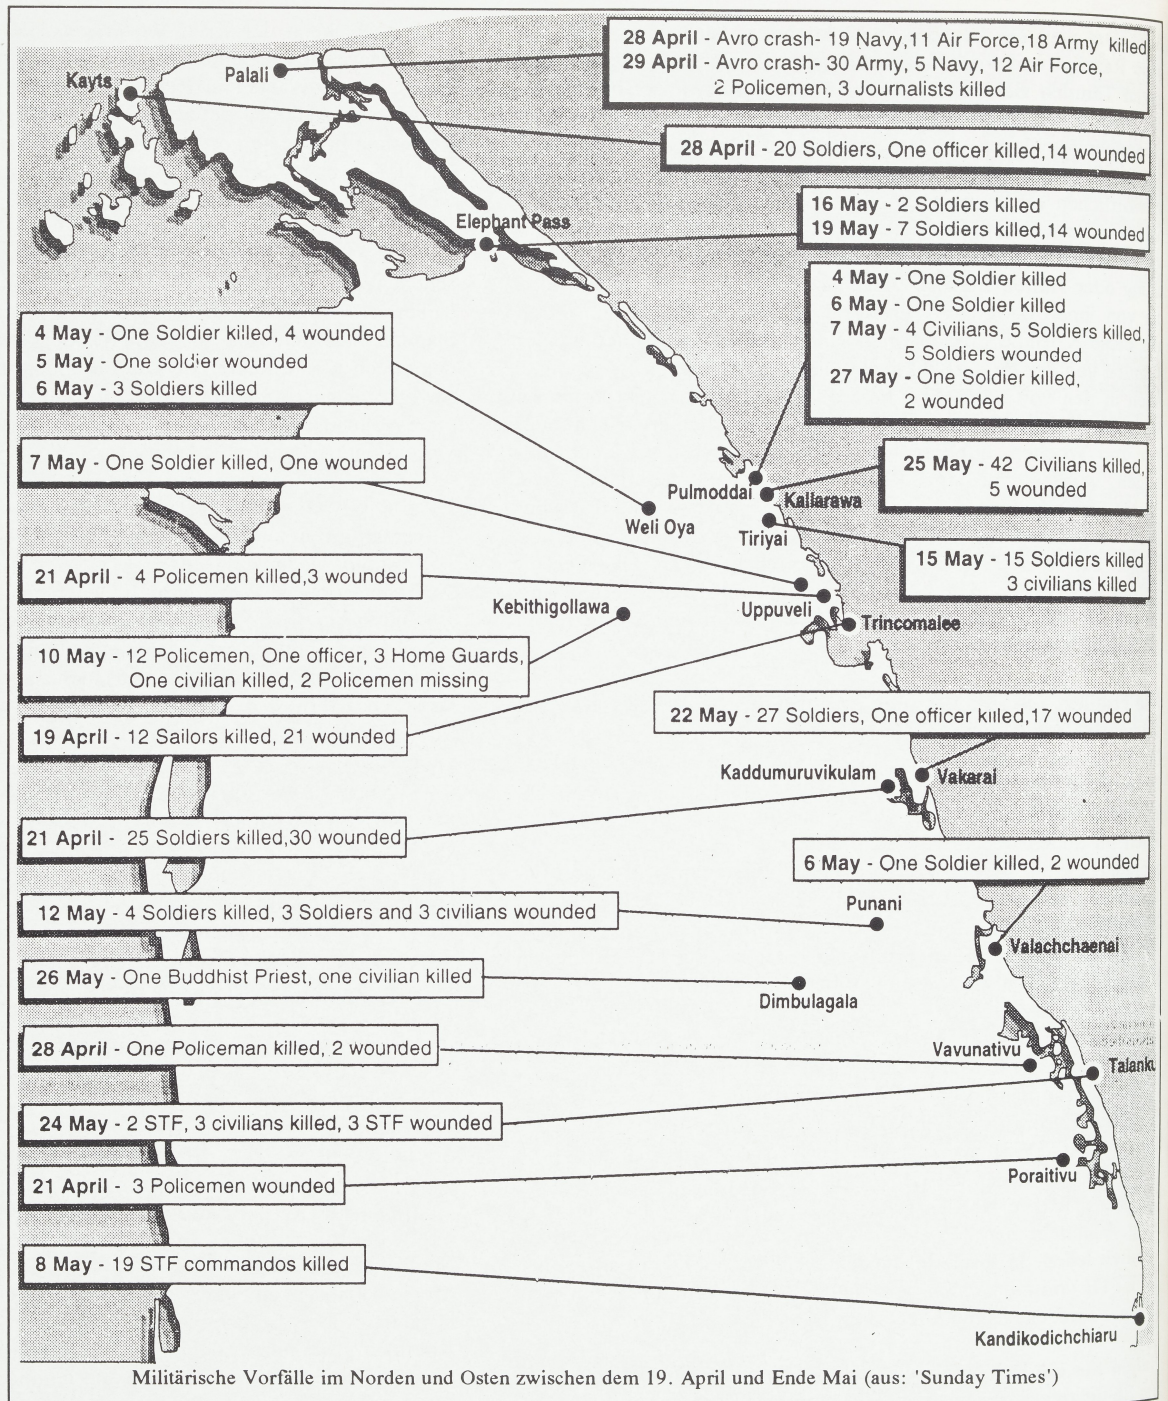 28 April - Avro crash- 19 Navy,11 Air Force,18 Army killed
29 April - Avro crash- 30 Army, 5 Navy, 12 Air Force,
2 Policemen, 3 Journalists killed
Kayts
Palali
28 April - 20 Soldiers, One officer killed,14 wounded
16 May - 2 Soldiers killed
19 May - 7 Soldiers killed,14 wounded
Elephant Pass
4 May - One Soldier killed
6 May - One Soldier killed
7 May - 4 Civilians, 5 Soldiers killed,
5 Soldiers wounded
27 May - One Soldier killed,
2 wounded
4 May - One Soldier killed, 4 wounded
5 May - One soldier wounded
6 May - 3 Soldiers killed
7 May - One Soldier killed, One wounded
25 May - 42 Civilians killed,
5 wounded
Pulmoddai
Kallarawa
Weli Oya
Tiriyai
15 May - 15 Soldiers killed
3 civilians killed
21 April - 4 Policemen killed,3 wounded
Kebithigollawa
Uppuveli
Trincomalee
10 May - 12 Policemen, One officer, 3 Home Guards,
One civilian killed, 2 Policemen missing
22 May - 27 Soldiers, One officer killed,17 wounded
19 April - 12 Sailors killed, 21 wounded
Kaddumuruvikulam
Vakarai
21 April - 25 Soldiers killed,30 wounded
6 May - One Soldier killed, 2 wounded
12 May - 4 Soldiers killed, 3 Soldiers and 3 civilians wounded
Punani
Valachchaenai
26 May - One Buddhist Priest, one civilian killed
Dimbulagala
28 April - One Policeman killed, 2 wounded
Vavunativu
Talanku
24 May - 2 STF, 3 civilians killed, 3 STF wounded
21 April - 3 Policemen wounded
Poraitivu
8 May - 19 STF commandos killed
Kandikodichchiaru
Militärische Vorfälle im Norden und Osten zwischen dem 19. April und Ende Mai (aus: 'Sunday Times')